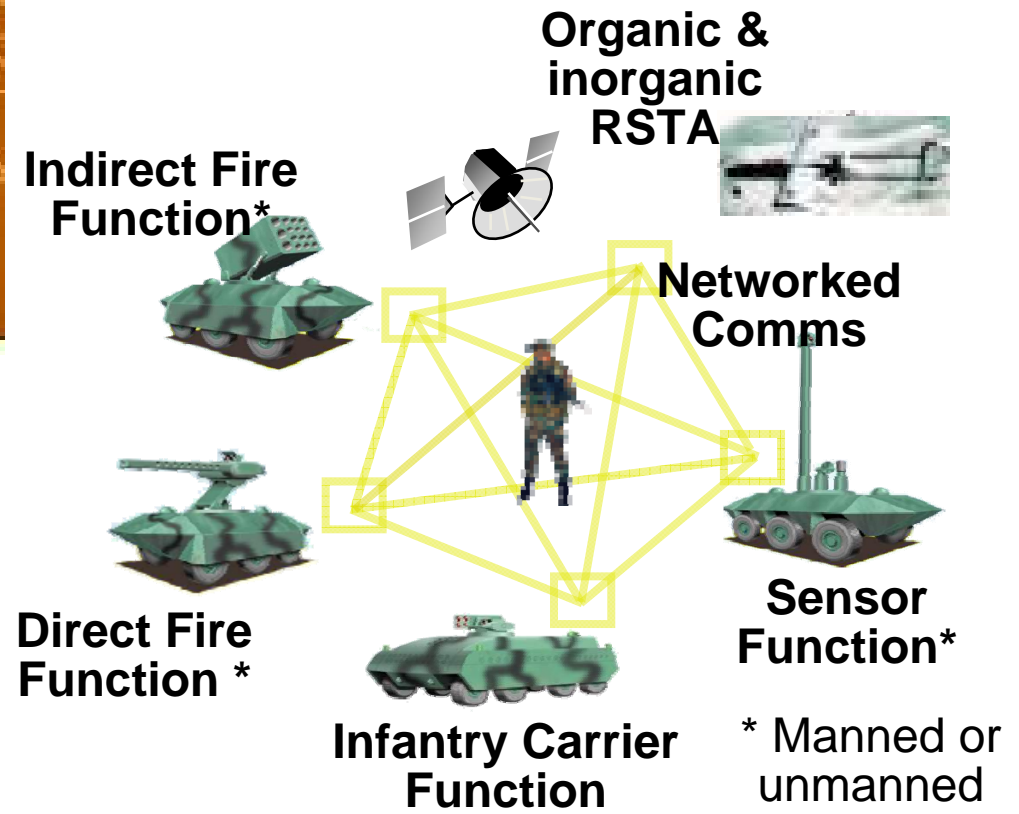 Organic &
inorganic
RSTA
Indirect Fire
Function*
Networked
Comms
Direct Fire
Function *
Sensor
Function*
Infantry Carrier
Function
* Manned or
unmanned